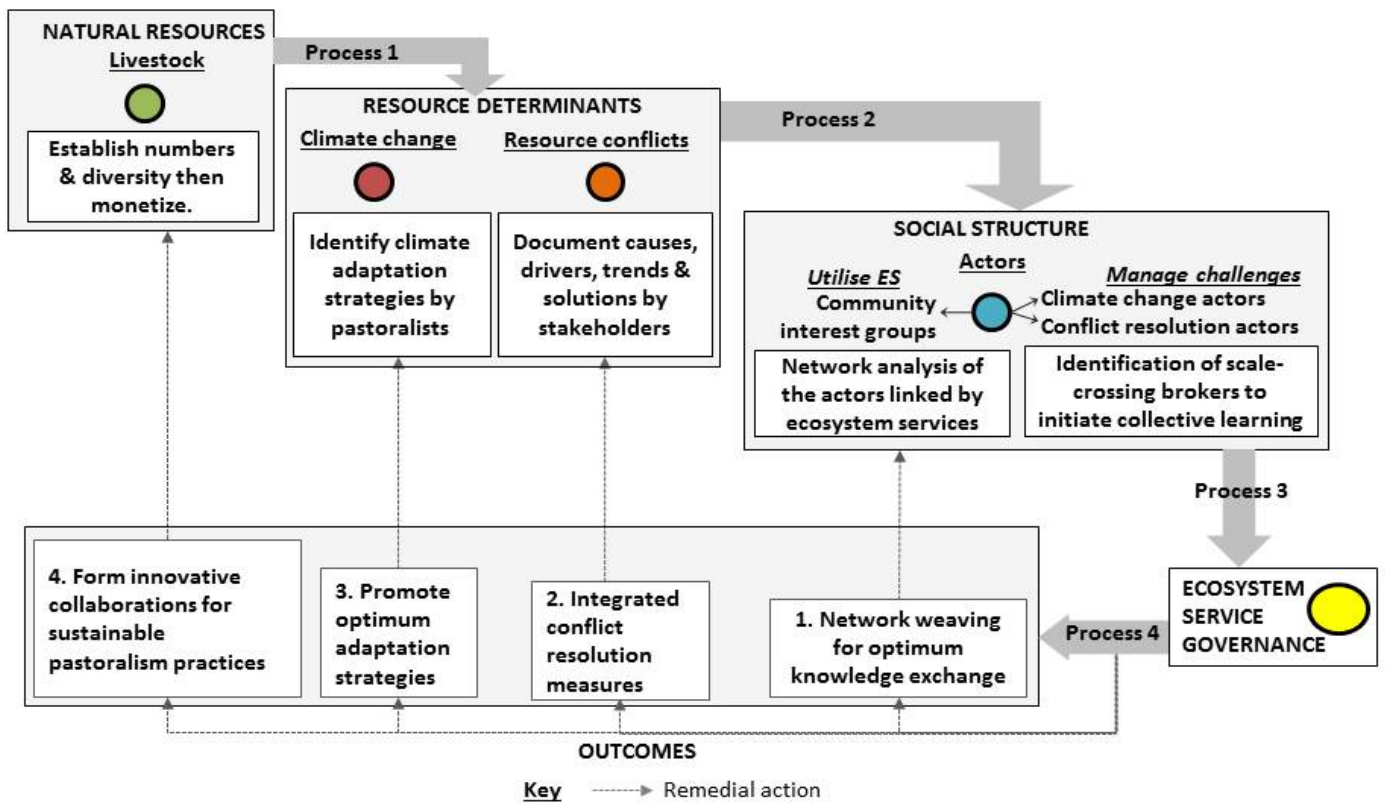 NATURAL RESOURCES
Livestock
Establish numbers
& diversity then
monetize.
Process 1
RESOURCE DETERMINANTS
Climate change
Identify climate
adaptation
strategies by
pastoralists
Resource conflicts
Document causes,
drivers, trends &
solutions by
stakeholders
Process 2
SOCIAL STRUCTURE
Actors
Utilise ES
Community
interest groups
Manage challenges
Climate change actors
Conflict resolution actors
Network analysis of
the actors linked by
ecosystem services
Identification of scale-
crossing brokers to
initiate collective learning
Process 3
ECOSYSTEM
SERVICE
GOVERNANCE
Process 4
4. Form innovative
collaborations for
sustainable
pastoralism practices
3. Promote
optimum
adaptation
strategies
2. Integrated
conflict
resolution
measures
1. Network weaving
for optimum
knowledge exchange
OUTCOMES
Key Remedial action